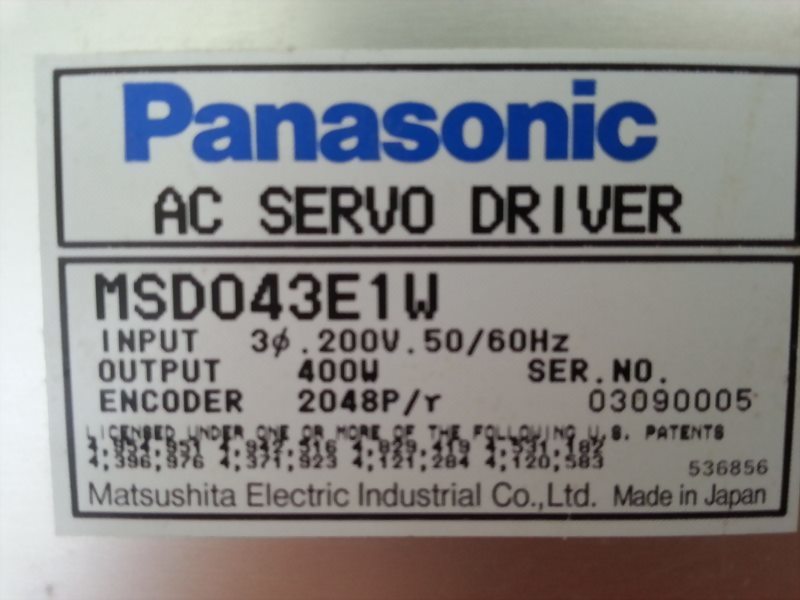 Panasonic
AC SERVO DRIVER
MSD043E1W
INPUT 3φ.200V.50/60Hz
OUTPUT 400W SER.NO.
ENCODER 2048P/r 03090005
LICENSED UNDER ONE OR MORE OF THE FOLLOWING U.S. PATENTS
4,396,976 4,371,923 4,121,284 4,120,583
536856
Matsushita Electric Industrial Co.,Ltd. Made in Japan